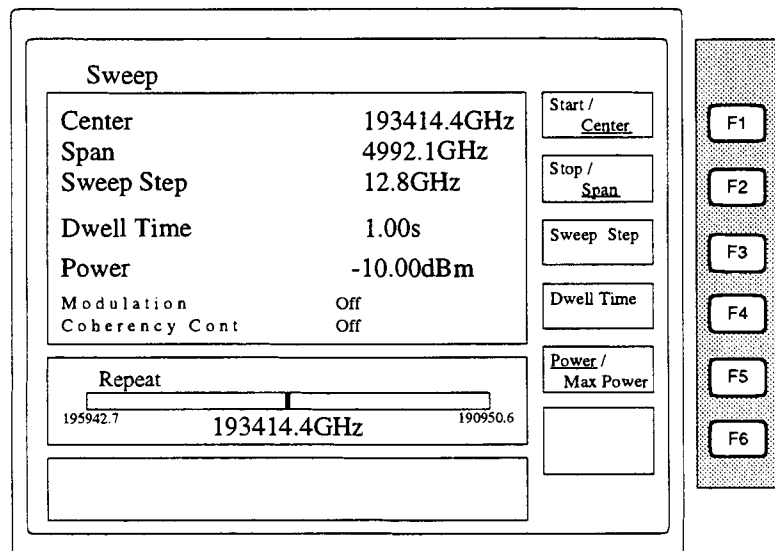 Sweep
Center 193414.4GHz
Span 4992.1GHz
Sweep Step 12.8GHz
Dwell Time 1.00s
Power -10.00dBm
Modulation Off
Coherency Cont Off
Repeat
195942.7 190950.6
193414.4GHz
Start /
Center
Stop /
Span
Sweep Step
Dwell Time
Power /
Max Power
F1
F2
F3
F4
F5
F6